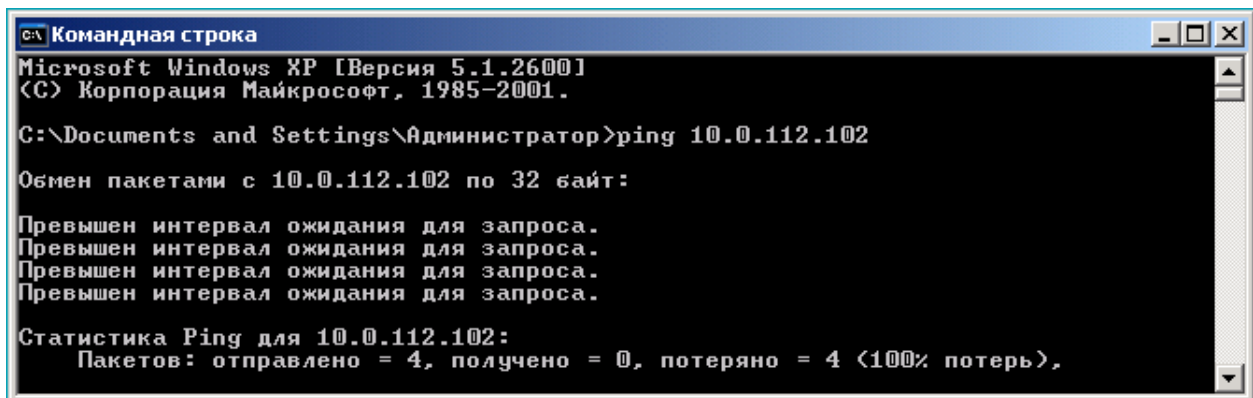 Командная строка
Microsoft Windows XP [Версия 5.1.2600]
(C) Корпорация Майкрософт, 1985-2001.
C:\Documents and Settings\Администратор>ping 10.0.112.102
Обмен пакетами с 10.0.112.102 по 32 байт:
Превышен интервал ожидания для запроса.
Превышен интервал ожидания для запроса.
Превышен интервал ожидания для запроса.
Превышен интервал ожидания для запроса.
Статистика Ping для 10.0.112.102:
Пакетов: отправлено = 4, получено = 0, потеряно = 4 (100% потерь),